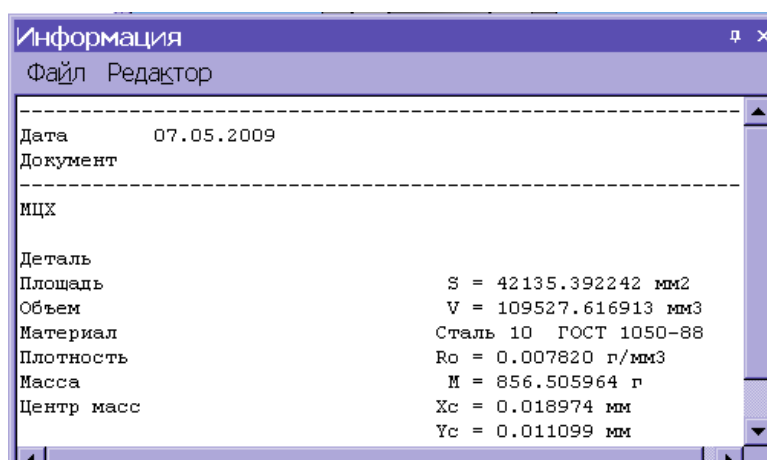 Информация
Файл Редактор
--------------------------------------------------------
Дата 07.05.2009
Документ
--------------------------------------------------------
МЦХ
Деталь
Площадь S = 42135.392242 мм2
Объем V = 109527.616913 мм3
Материал Сталь 10 ГОСТ 1050-88
Плотность Ro = 0.007820 г/мм3
Масса M = 856.505964 г
Центр масс Xc = 0.018974 мм
Yc = 0.011099 мм